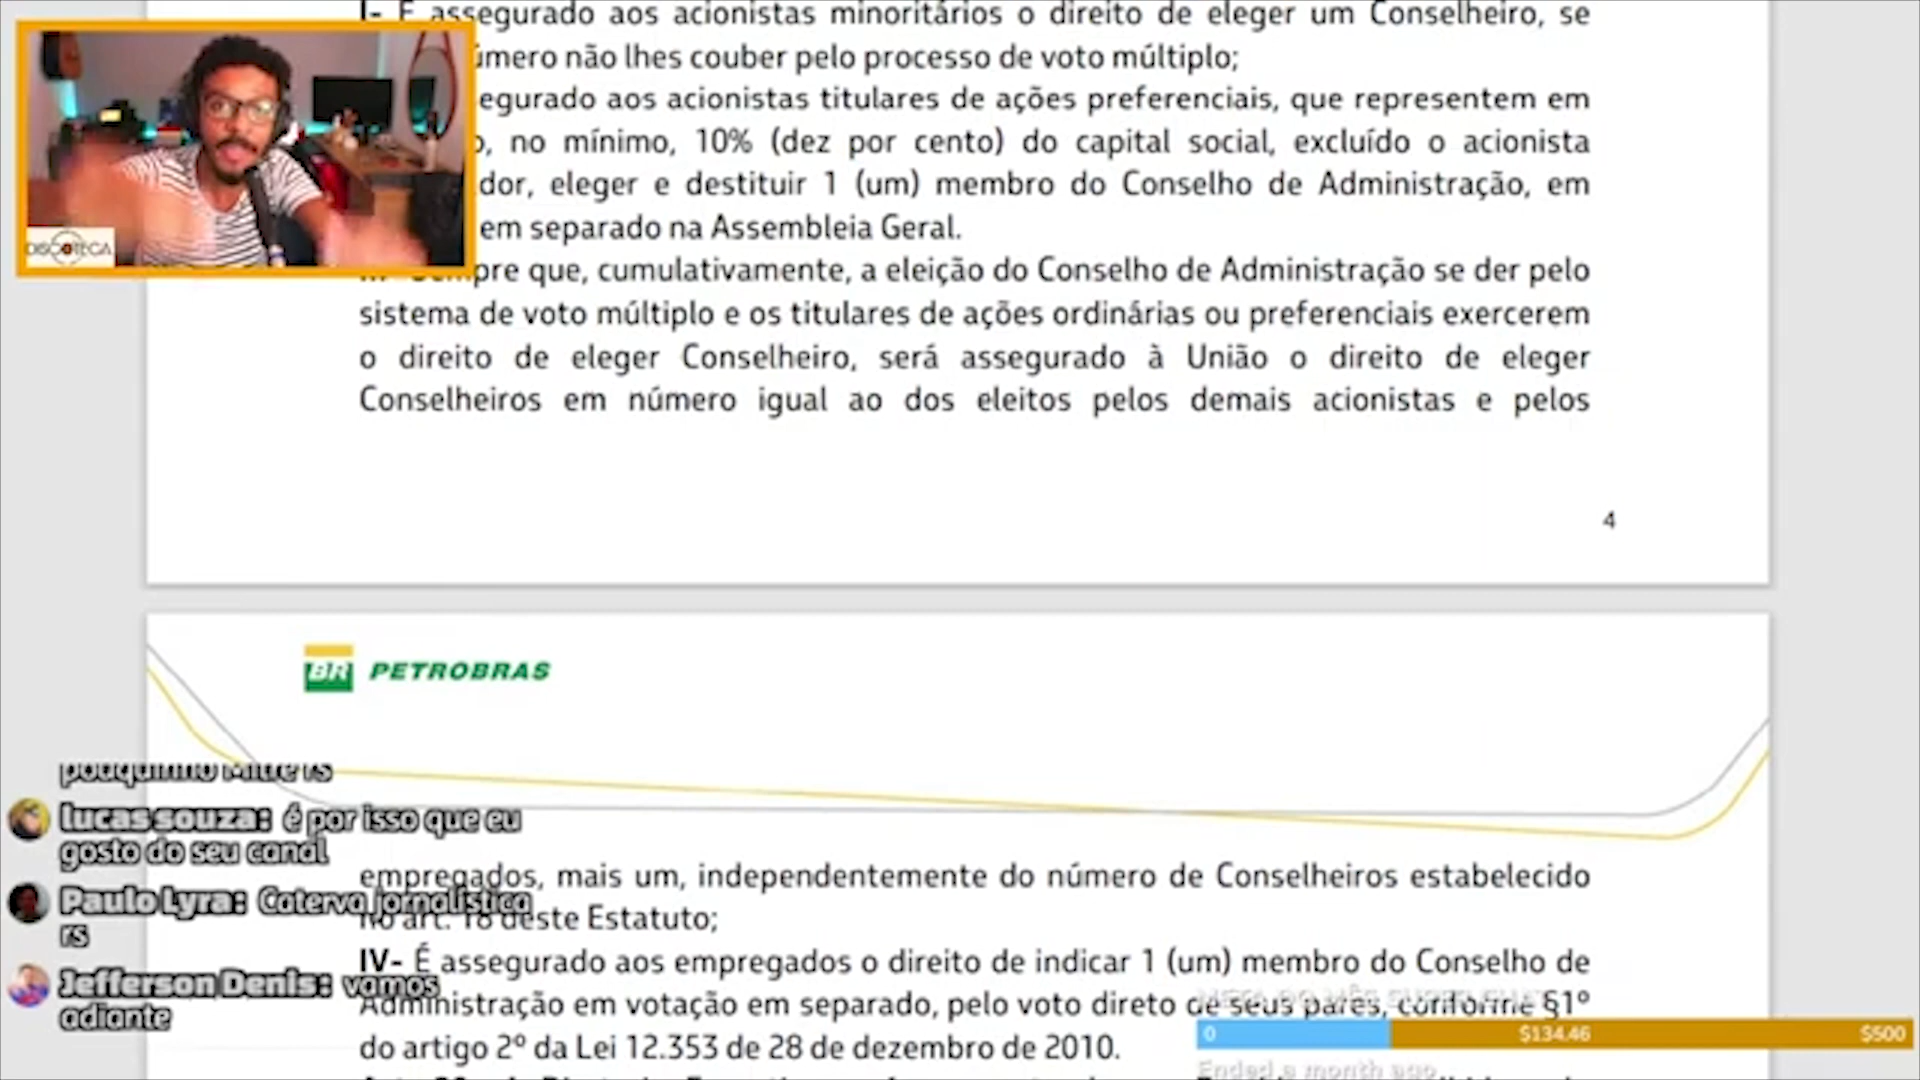 I- É assegurado aos acionistas minoritários o direito de eleger um Conselheiro, se
número não lhes couber pelo processo de voto múltiplo;
egurado aos acionistas titulares de ações preferenciais, que representem em
o, no mínimo, 10% (dez por cento) do capital social, excluído o acionista
dor, eleger e destituir 1 (um) membro do Conselho de Administração, em
em separado na Assembleia Geral.
DISCOTECA
Sempre que, cumulativamente, a eleição do Conselho de Administração se der pelo
sistema de voto múltiplo e os titulares de ações ordinárias ou preferenciais exercerem
o direito de eleger Conselheiro, será assegurado à União o direito de eleger
Conselheiros em número igual ao dos eleitos pelos demais acionistas e pelos
4
BR PETROBRAS
lucas souza: é por isso que eu
gosto do seu canal
Paulo Lyra: Caterva jornalística
rs
Jefferson Denis: vamos
adiante
empregados, mais um, independentemente do número de Conselheiros estabelecido
no art. 18 deste Estatuto;
IV- É assegurado aos empregados o direito de indicar 1 (um) membro do Conselho de
Administração em votação em separado, pelo voto direto de seus pares, conforme §1º
do artigo 2º da Lei 12.353 de 28 de dezembro de 2010.
0 $134.46 $500
Ended a month ago